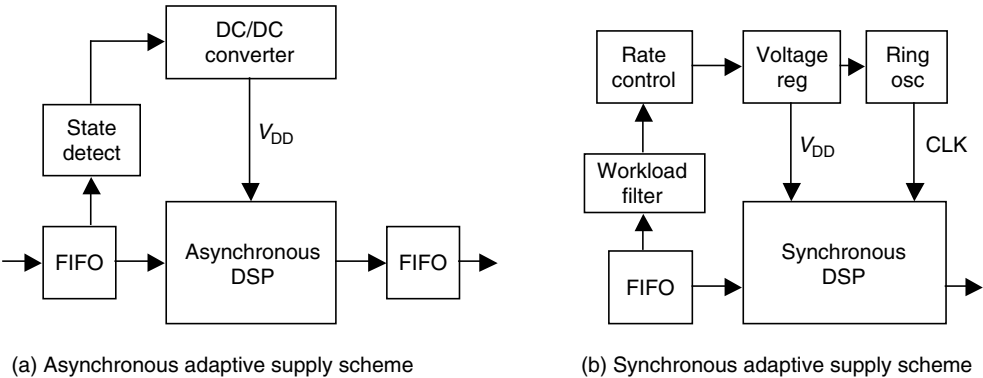 DC/DC
converter
State
detect
V_DD
FIFO
Asynchronous
DSP
FIFO
(a) Asynchronous adaptive supply scheme
Rate
control
Voltage
reg
Ring
osc
V_DD
CLK
Workload
filter
FIFO
Synchronous
DSP
(b) Synchronous adaptive supply scheme